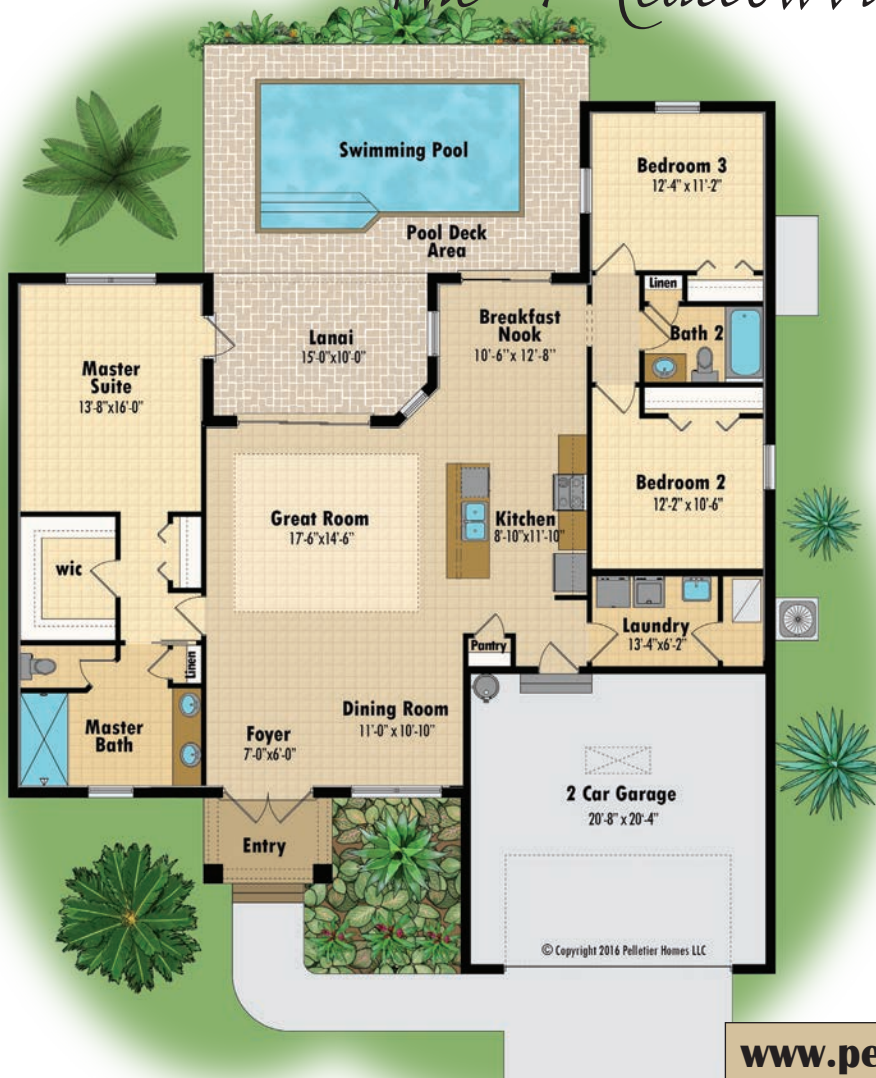 The
Swimming Pool
Pool Deck
Area
Bedroom 3
12'-4" x 11'-2"
Linen
Bath 2
Breakfast
Nook
10'-6" x 12'-8"
Lanai
15'-0"x10'-0"
Master
Suite
13'-8"x16'-0"
Bedroom 2
12'-2" x 10'-6"
Great Room
17'-6"x14'-6"
Kitchen
8'-10"x11'-10"
wic
Laundry
13'-4"x6'-2"
Pantry
Linen
Master
Bath
Foyer
7'-0"x6'-0"
Dining Room
11'-0" x 10'-10"
2 Car Garage
20'-8" x 20'-4"
Entry
© Copyright 2016 Pelletier Homes LLC
www.pe